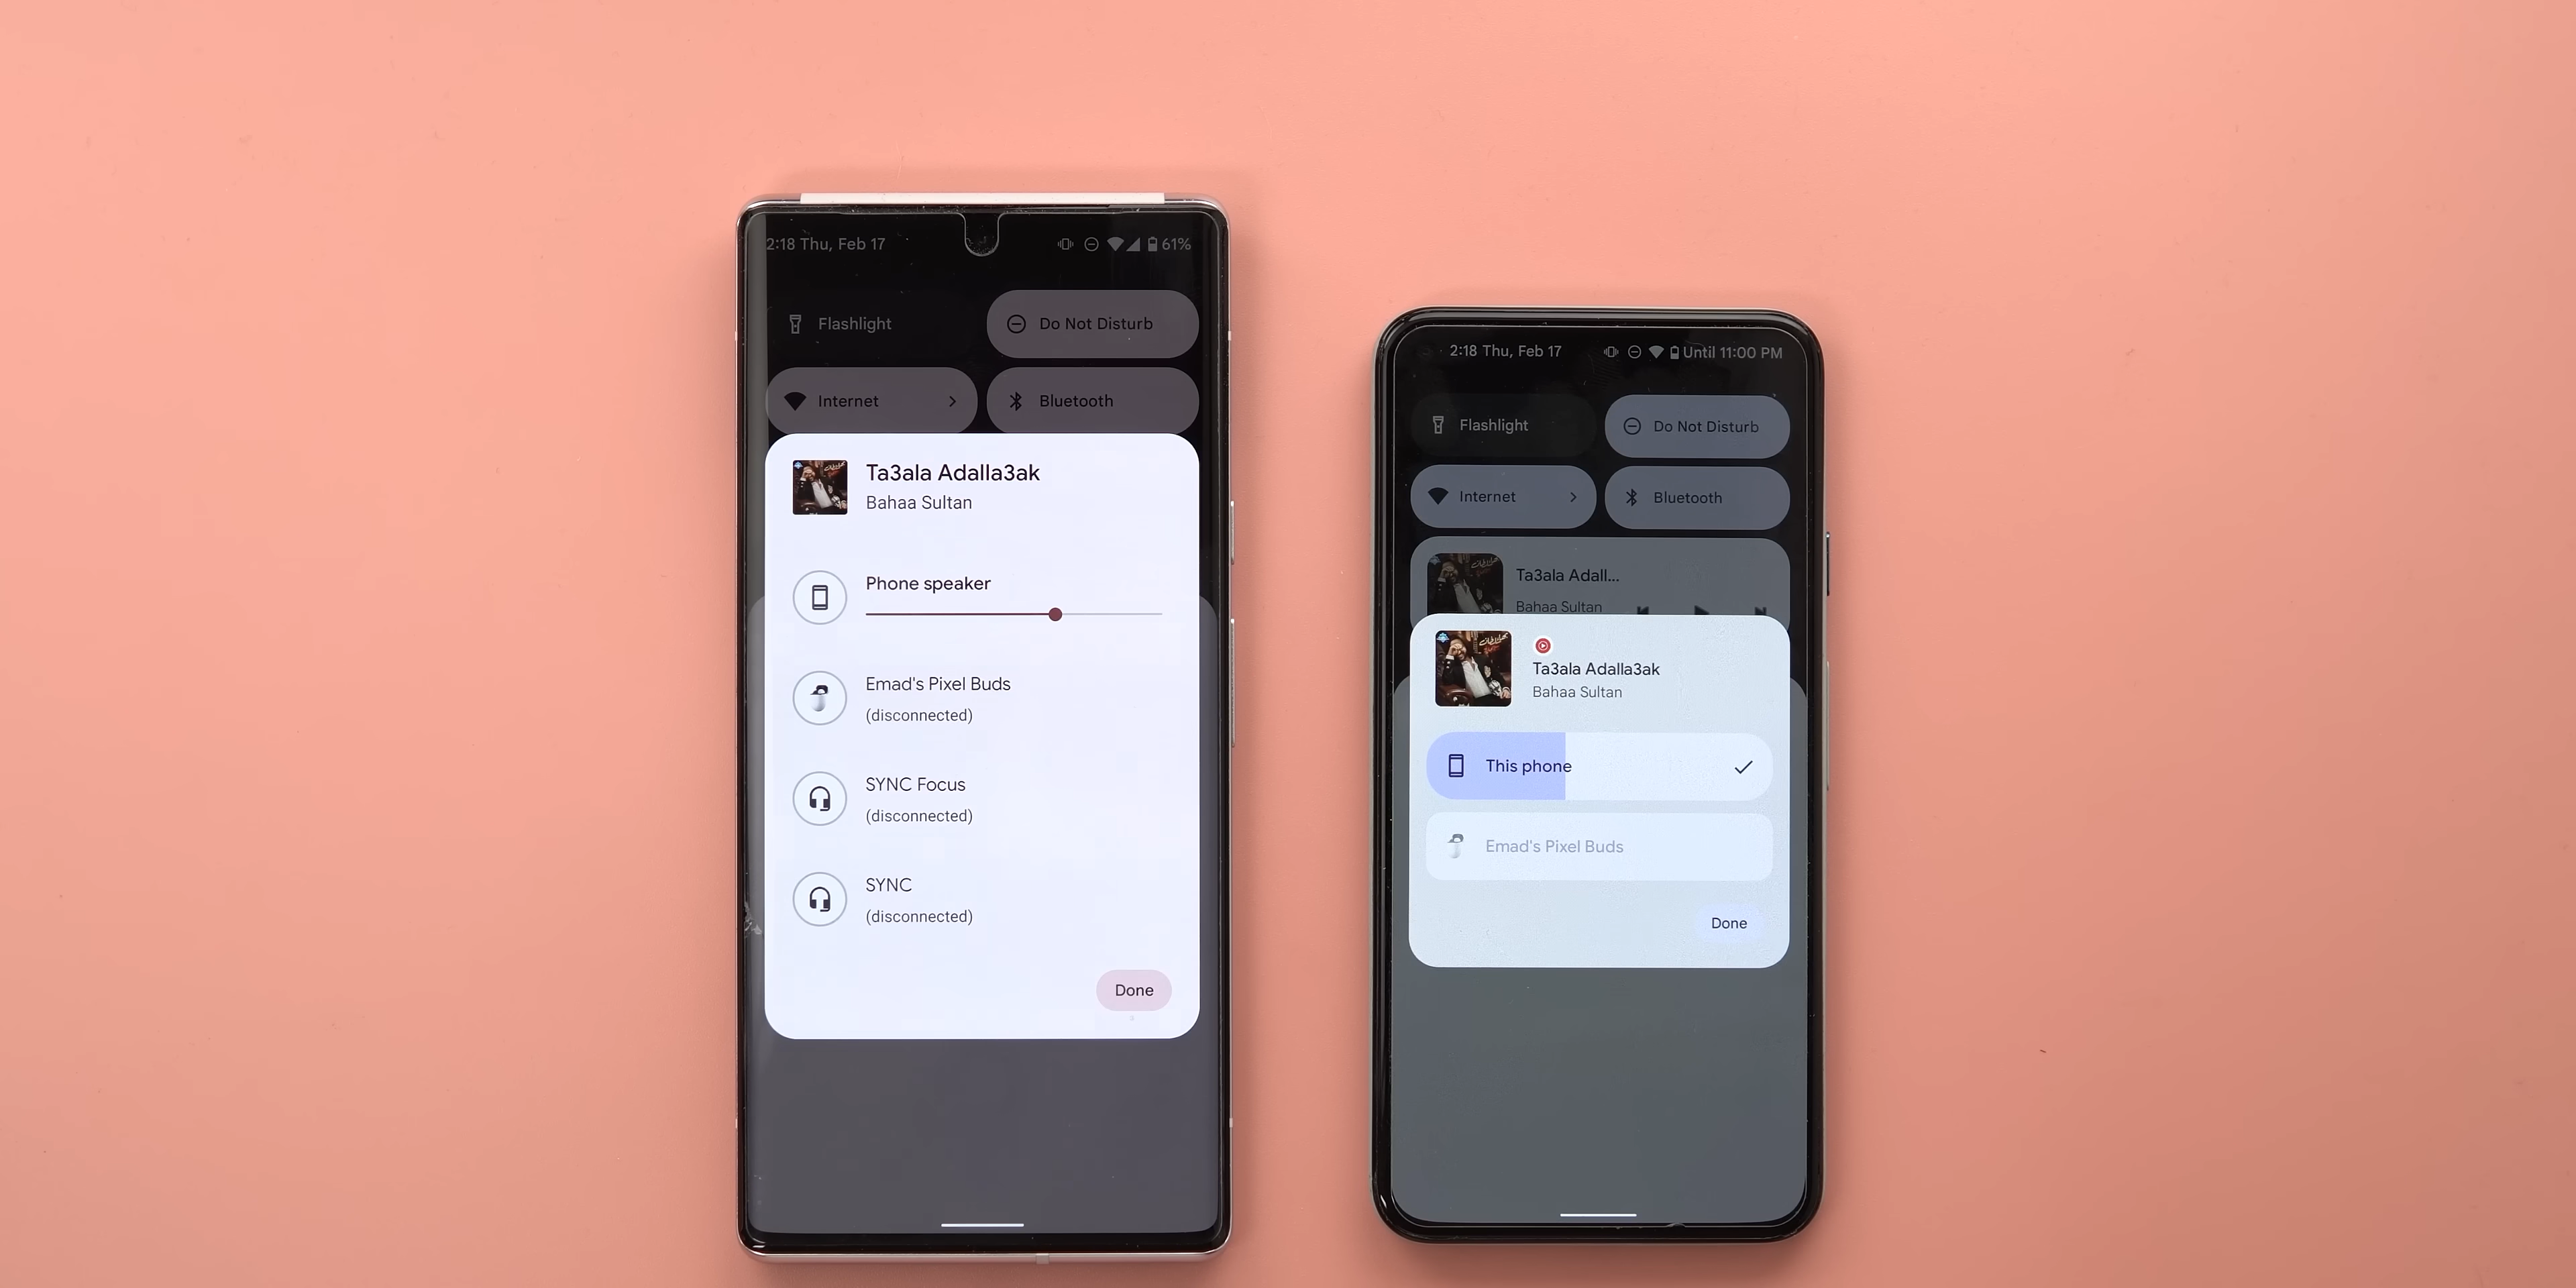 2:18 Thu, Feb 17
61%
Flashlight
Do Not Disturb
Internet
Bluetooth
Ta3ala Adalla3ak
Bahaa Sultan
Phone speaker
Emad's Pixel Buds
(disconnected)
SYNC Focus
(disconnected)
SYNC
(disconnected)
Done
2:18 Thu, Feb 17
Until 11:00 PM
Flashlight
Do Not Disturb
Internet
Bluetooth
Ta3ala Adall...
Bahaa Sultan
Ta3ala Adalla3ak
Bahaa Sultan
This phone
Emad's Pixel Buds
Done